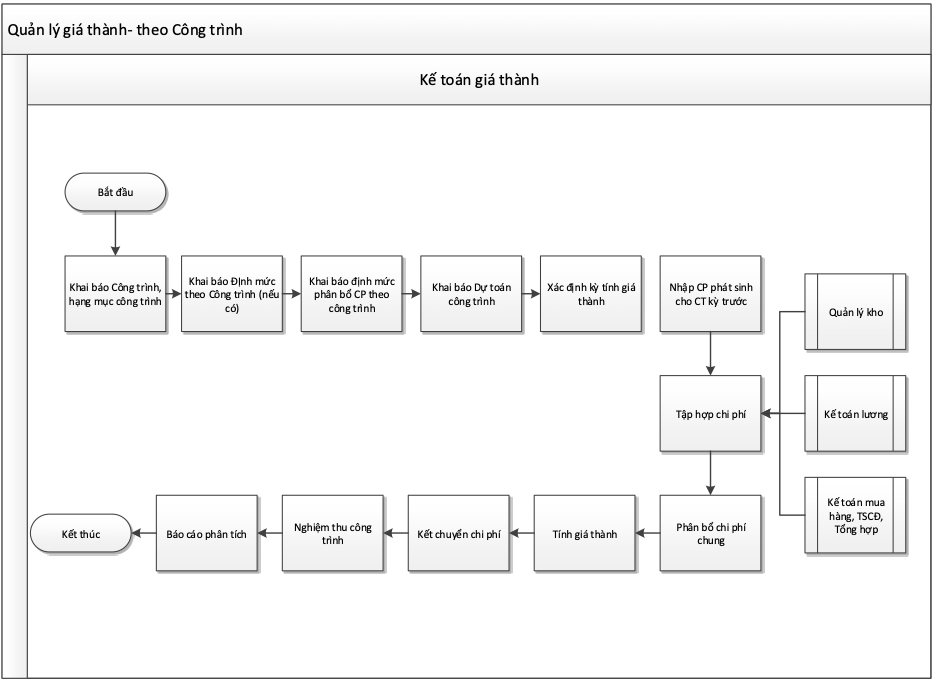 Quản lý giá thành- theo Công trình
Kế toán giá thành
Bắt đầu
Khai báo Công trình,
hạng mục công trình
Khai báo Định mức
theo Công trình (nếu
có)
Khai báo định mức
phân bổ CP theo
công trình
Khai báo Dự toán
công trình
Xác định kỳ tính giá
thành
Nhập CP phát sinh
cho CT kỳ trước
Quản lý kho
Tập hợp chi phí
Kế toán lương
Kế toán mua
hàng, TSCĐ,
Tổng hợp
Phân bổ chi phí
chung
Tính giá thành
Kết chuyển chi phí
Nghiệm thu công
trình
Báo cáo phân tích
Kết thúc